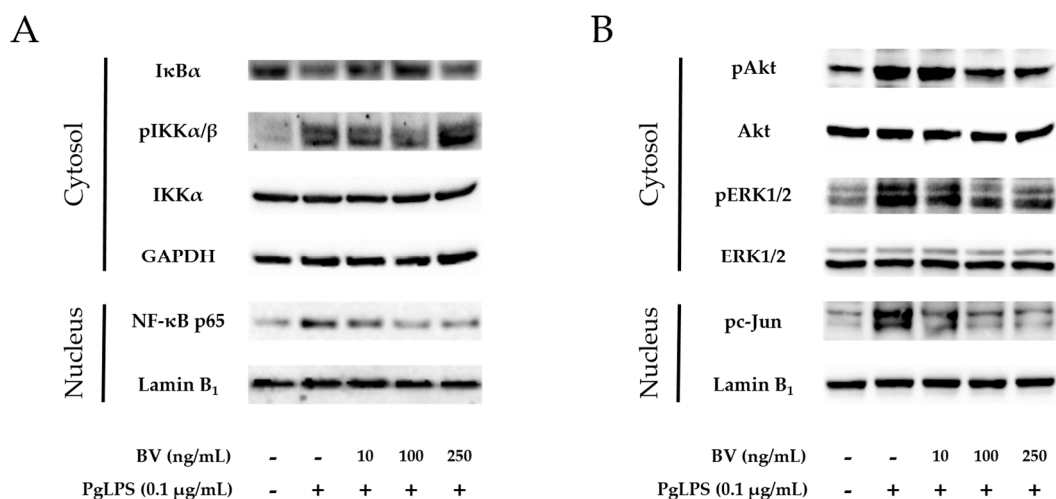 A
Cytosol
IκBα
pIKKα/β
IKKα
GAPDH
Nucleus
NF-κB p65
Lamin B₁
BV (ng/mL) - - 10 100 250
PgLPS (0.1 μg/mL) - + + + +
B
Cytosol
pAkt
Akt
pERK1/2
ERK1/2
Nucleus
pc-Jun
Lamin B₁
BV (ng/mL) - - 10 100 250
PgLPS (0.1 μg/mL) - + + + +